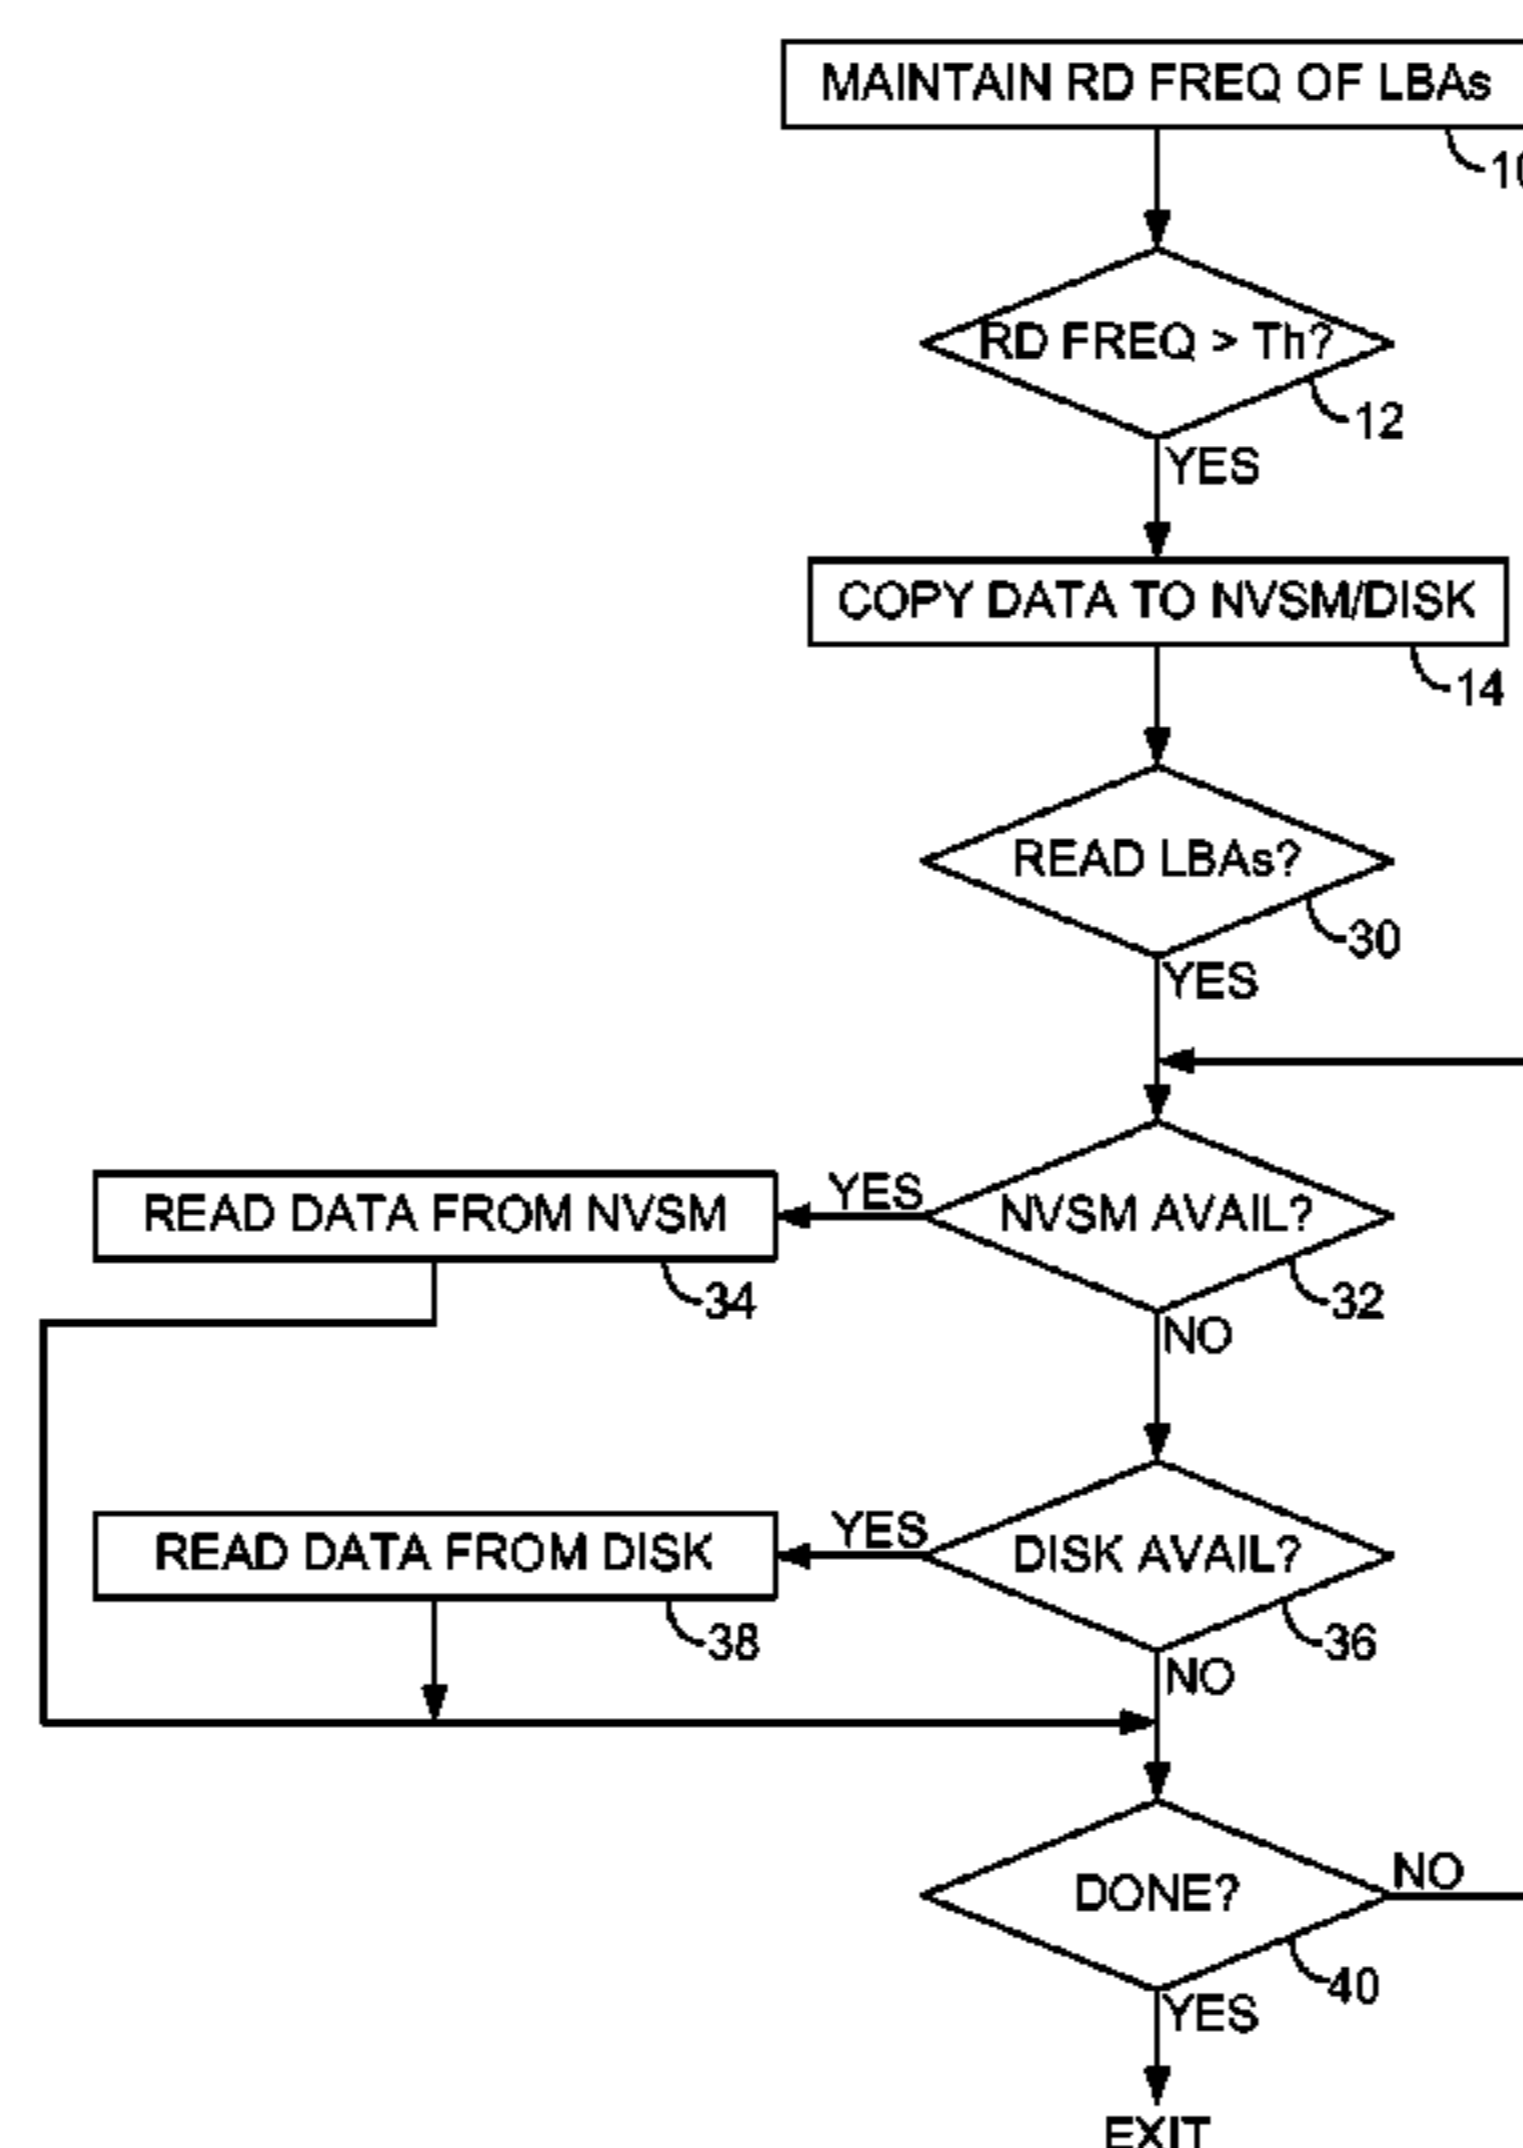 MAINTAIN RD FREQ OF LBAs
RD FREQ > Th?
12
YES
COPY DATA TO NVSM/DISK
14
READ LBAs?
30
YES
READ DATA FROM NVSM
YES
NVSM AVAIL?
34
32
NO
READ DATA FROM DISK
YES
DISK AVAIL?
38
36
NO
DONE?
NO
40
YES
EXIT